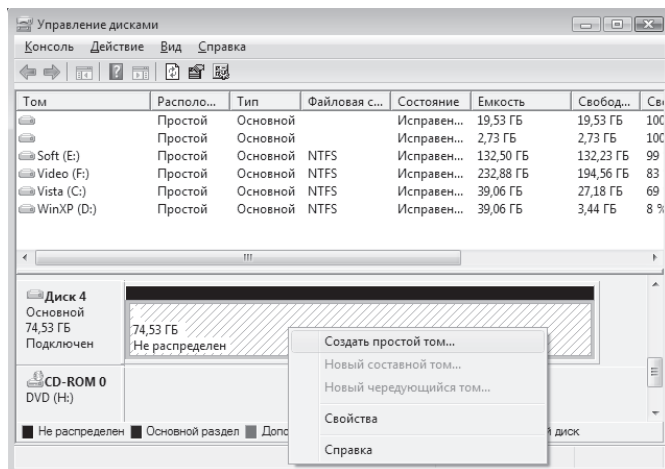 Управление дисками
Консоль Действие Вид Справка
Том Располо... Тип Файловая с... Состояние Емкость Свобод... Св
Простой Основной Исправен... 19,53 ГБ 19,53 ГБ 100
Простой Основной Исправен... 2,73 ГБ 2,73 ГБ 100
Soft (E:) Простой Основной NTFS Исправен... 132,50 ГБ 132,23 ГБ 99
Video (F:) Простой Основной NTFS Исправен... 232,88 ГБ 194,56 ГБ 83
Vista (C:) Простой Основной NTFS Исправен... 39,06 ГБ 27,18 ГБ 69
WinXP (D:) Простой Основной NTFS Исправен... 39,06 ГБ 3,44 ГБ 8 %
Диск 4
Основной
74,53 ГБ
Подключен
74,53 ГБ
Не распределен
Создать простой том...
Новый составной том...
Новый чередующийся том...
Свойства
Справка
CD-ROM 0
DVD (H:)
Не распределен Основной раздел Допо й диск